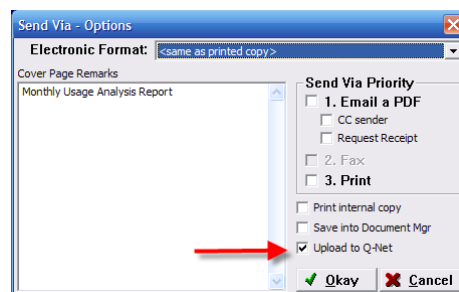 Send Via - Options
Electronic Format: <same as printed copy>
Cover Page Remarks
Monthly Usage Analysis Report
Send Via Priority
1. Email a PDF
CC sender
Request Receipt
2. Fax
3. Print
Print internal copy
Save into Document Mgr
Upload to Q-Net
Okay Cancel